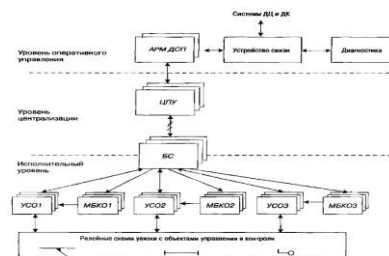 Системы ДЦ и ДК
Уровень оперативного
управления
АРМ ДСП
Устройство связи
Диагностика
Уровень
централизации
ЦПУ
БС
Исполнительный
уровень
УСО1
МБКО1
УСО2
МБКО2
УСО3
МБКО3
Релейные схемы увязки с объектами управления и контроля